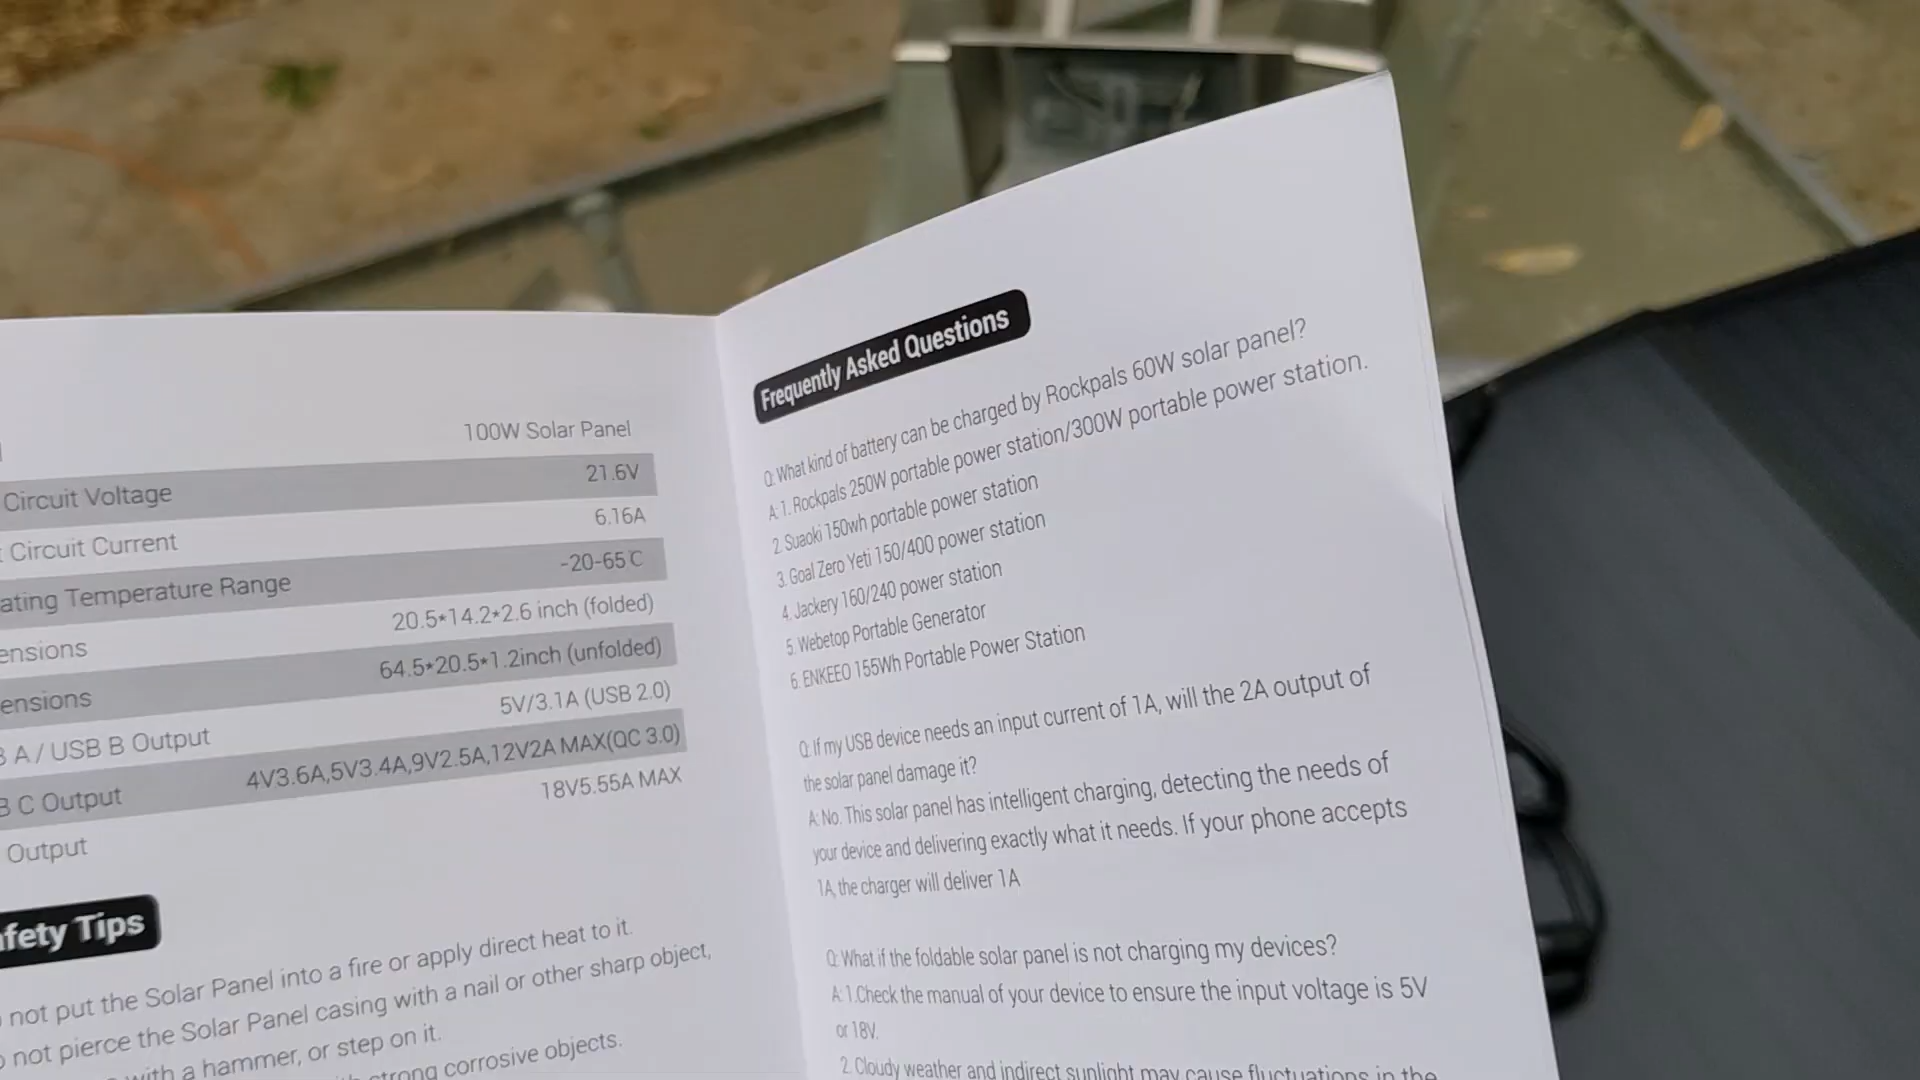 100W Solar Panel
Circuit Voltage 21.6V
Circuit Current 6.16A
ating Temperature Range -20-65℃
ensions 20.5*14.2*2.6 inch (folded)
ensions 64.5*20.5*1.2inch (unfolded)
B A / USB B Output 5V/3.1A (USB 2.0)
B C Output 4V3.6A,5V3.4A,9V2.5A,12V2A MAX(QC 3.0)
Output 18V5.55A MAX
afety Tips
not put the Solar Panel into a fire or apply direct heat to it.
not pierce the Solar Panel casing with a nail or other sharp object,
with a hammer, or step on it.
strong corrosive objects.
Frequently Asked Questions
Q: What kind of battery can be charged by Rockpals 60W solar panel?
A: 1. Rockpals 250W portable power station/300W portable power station.
2. Suaoki 150wh portable power station
3. Goal Zero Yeti 150/400 power station
4. Jackery 160/240 power station
5. Webetop Portable Generator
6. ENKEEO 155Wh Portable Power Station
Q: If my USB device needs an input current of 1A, will the 2A output of
the solar panel damage it?
A: No. This solar panel has intelligent charging, detecting the needs of
your device and delivering exactly what it needs. If your phone accepts
1A, the charger will deliver 1A
Q: What if the foldable solar panel is not charging my devices?
A: 1.Check the manual of your device to ensure the input voltage is 5V
or 18V.
2. Cloudy weather and indirect sunlight may cause fluctuations in the